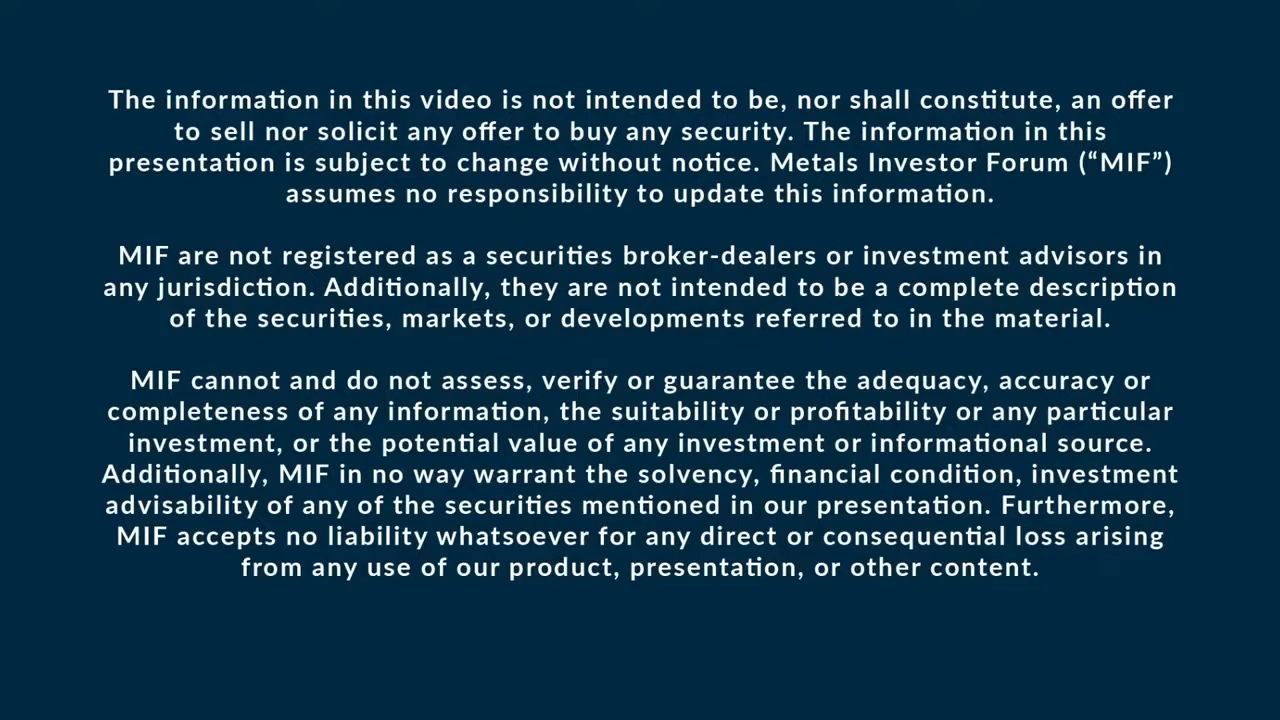 The information in this video is not intended to be, nor shall constitute, an offer
to sell nor solicit any offer to buy any security. The information in this
presentation is subject to change without notice. Metals Investor Forum (“MIF”)
assumes no responsibility to update this information.
MIF are not registered as a securities broker-dealers or investment advisors in
any jurisdiction. Additionally, they are not intended to be a complete description
of the securities, markets, or developments referred to in the material.
MIF cannot and do not assess, verify or guarantee the adequacy, accuracy or
completeness of any information, the suitability or profitability or any particular
investment, or the potential value of any investment or informational source.
Additionally, MIF in no way warrant the solvency, financial condition, investment
advisability of any of the securities mentioned in our presentation. Furthermore,
MIF accepts no liability whatsoever for any direct or consequential loss arising
from any use of our product, presentation, or other content.